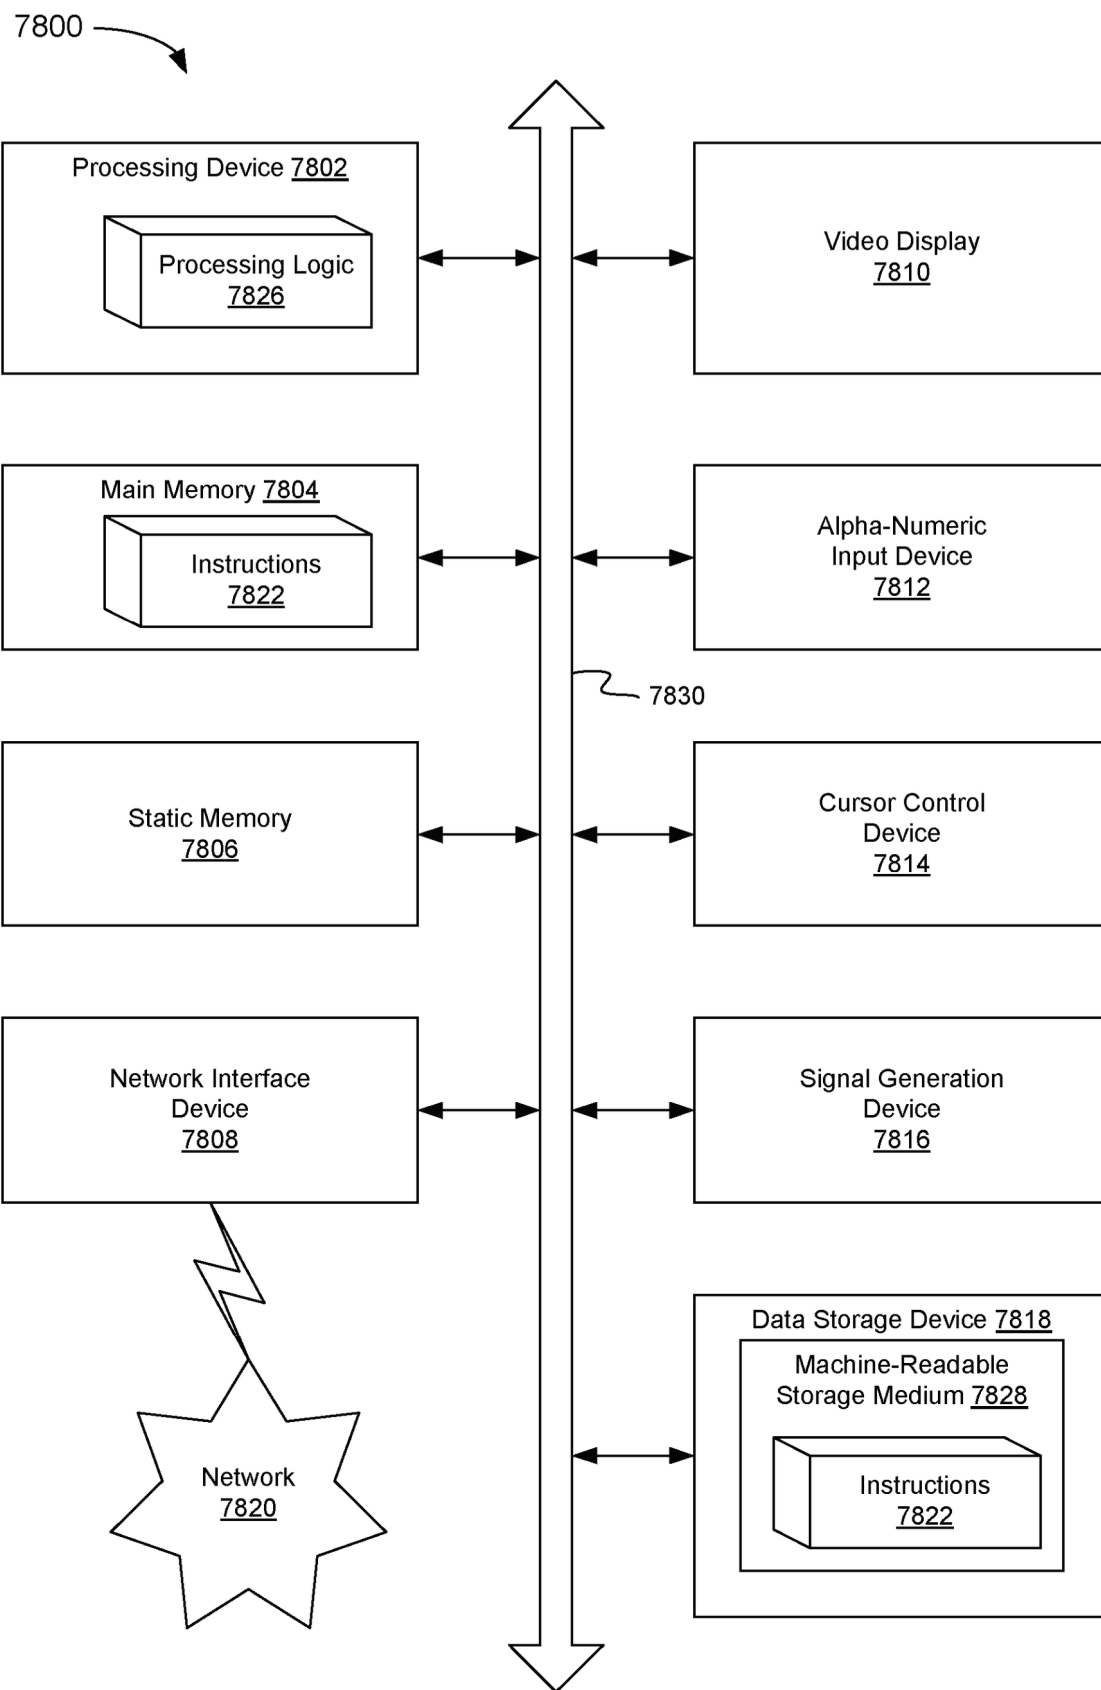 7800
Processing Device 7802
Processing Logic
7826
Video Display
7810
Main Memory 7804
Instructions
7822
Alpha-Numeric
Input Device
7812
7830
Static Memory
7806
Cursor Control
Device
7814
Network Interface
Device
7808
Signal Generation
Device
7816
Data Storage Device 7818
Machine-Readable
Storage Medium 7828
Instructions
7822
Network
7820